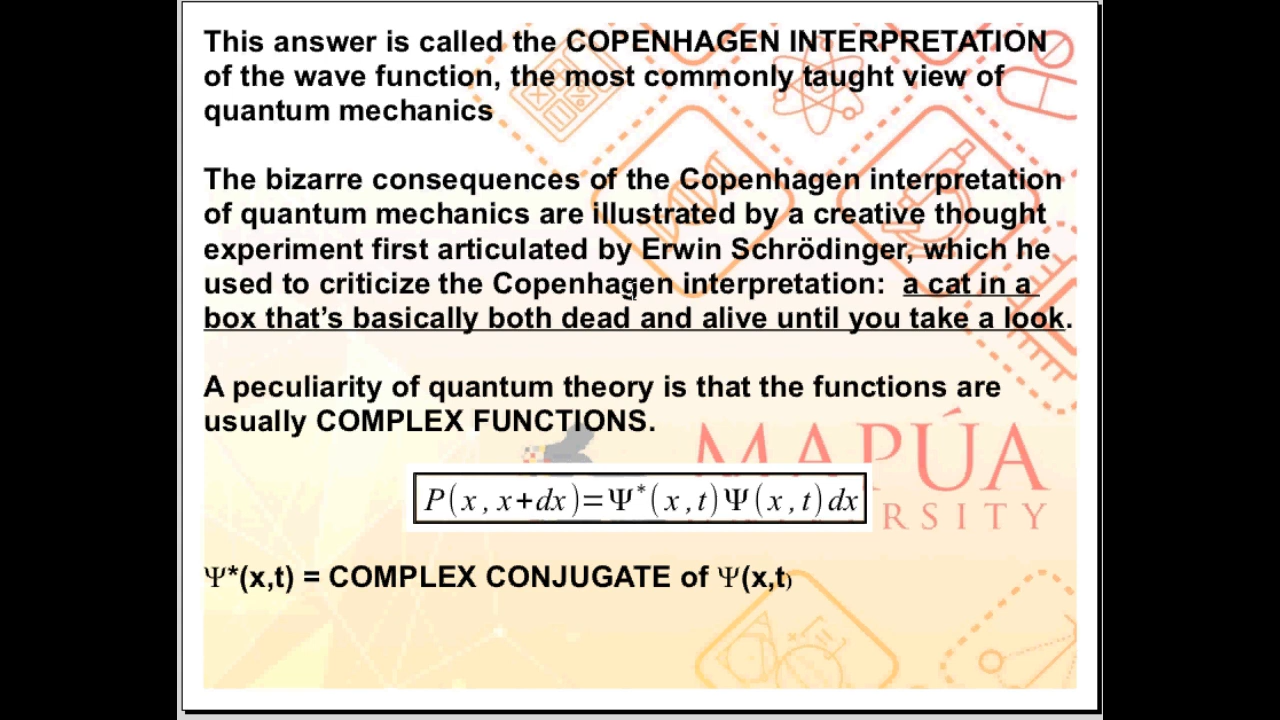 This answer is called the COPENHAGEN INTERPRETATION
of the wave function, the most commonly taught view of
quantum mechanics
The bizarre consequences of the Copenhagen interpretation
of quantum mechanics are illustrated by a creative thought
experiment first articulated by Erwin Schrödinger, which he
used to criticize the Copenhagen interpretation: a cat in a
box that’s basically both dead and alive until you take a look.
A peculiarity of quantum theory is that the functions are
usually COMPLEX FUNCTIONS.
MAPÚA
P(x, x+dx)=Ψ*(x,t)Ψ(x,t)dx
RSITY
Ψ*(x,t) = COMPLEX CONJUGATE of Ψ(x,t)